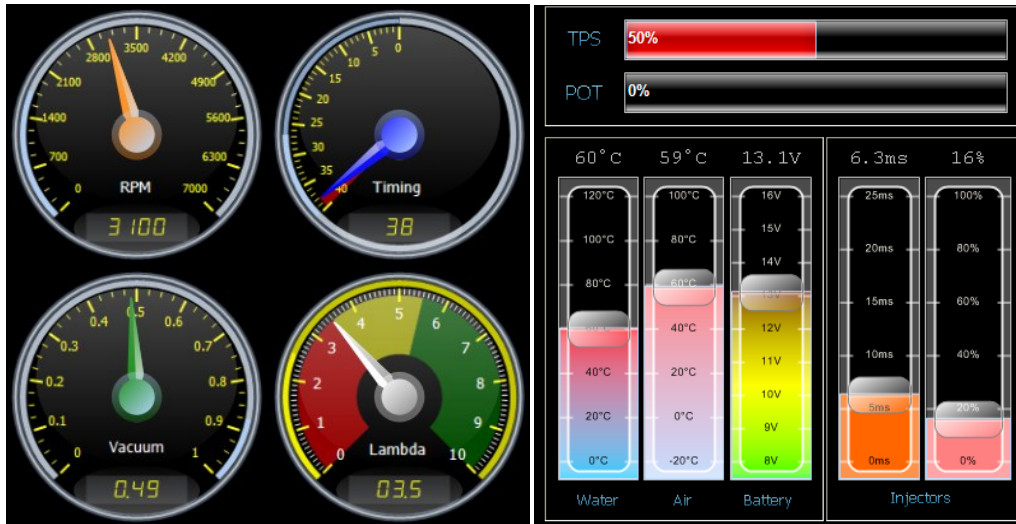 0
700
1400
2100
2800
3500
4200
4900
5600
6300
7000
RPM
3100
0
5
10
15
20
25
30
35
40
Timing
38
0
0.1
0.2
0.3
0.4
0.5
0.6
0.7
0.8
0.9
1
Vacuum
0.49
0
1
2
3
4
5
6
7
8
9
10
Lambda
03.5
TPS
50%
POT
0%
60°C 59°C 13.1V
120°C
100°C
80°C
60°C
40°C
20°C
0°C
Water
100°C
80°C
60°C
40°C
20°C
0°C
-20°C
Air
16V
15V
14V
13V
12V
11V
10V
9V
8V
Battery
6.3ms 16%
25ms
20ms
15ms
10ms
5ms
0ms
100%
80%
60%
40%
20%
0%
Injectors